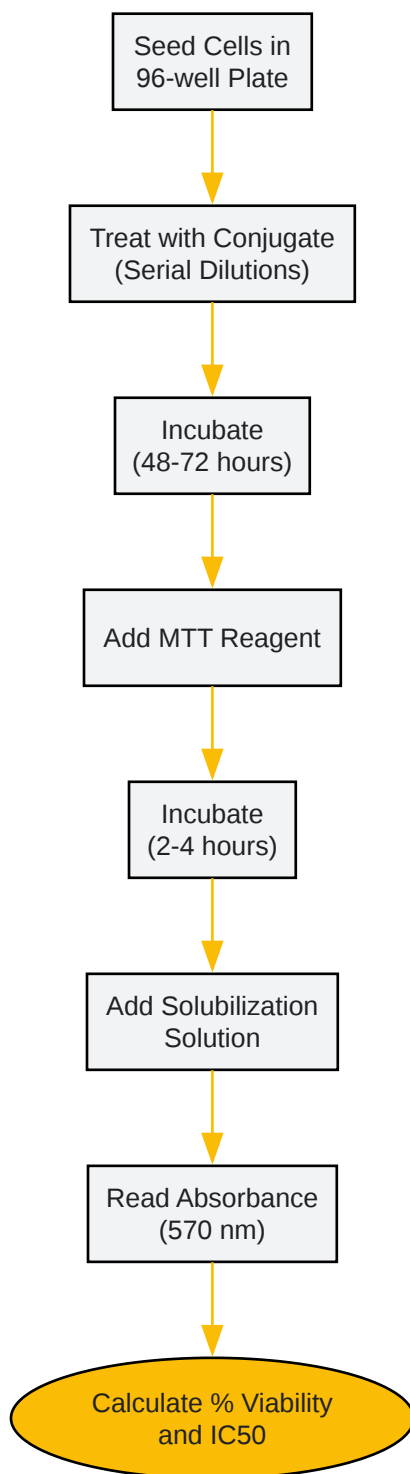 Seed Cells in
96-well Plate
Treat with Conjugate
(Serial Dilutions)
Incubate
(48-72 hours)
Add MTT Reagent
Incubate
(2-4 hours)
Add Solubilization
Solution
Read Absorbance
(570 nm)
Calculate % Viability
and IC50